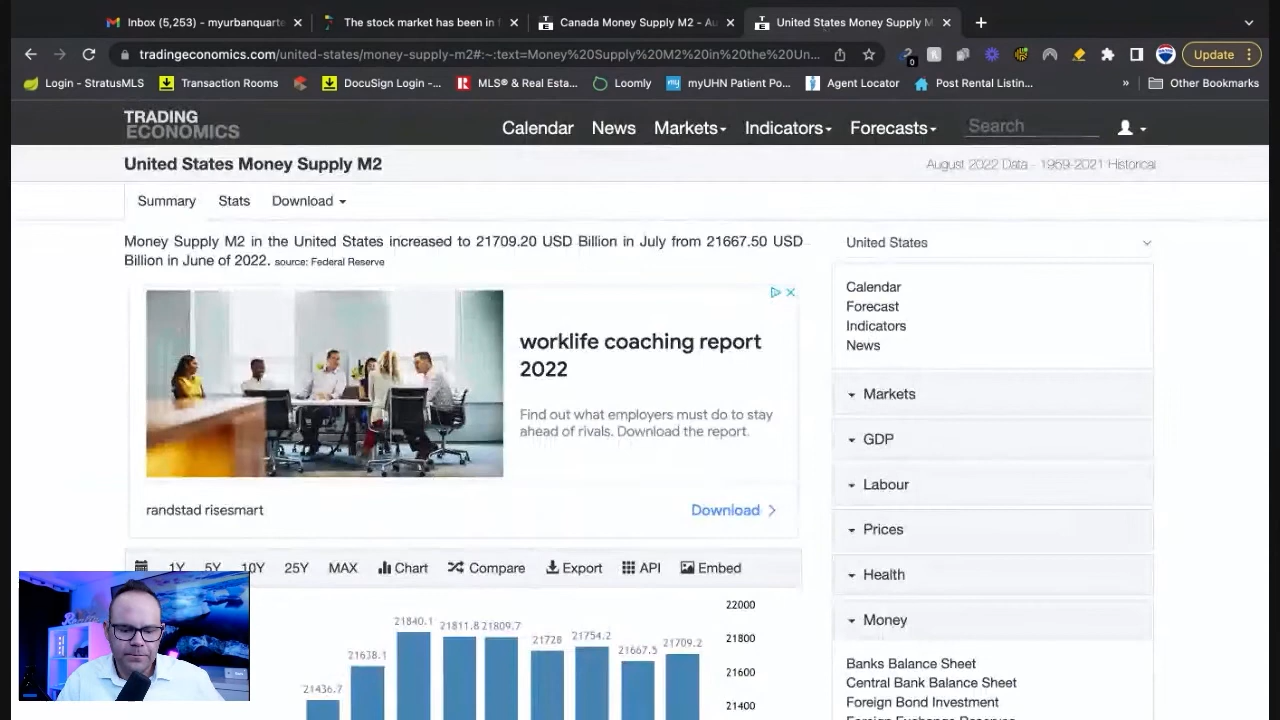 Inbox (5,253) - myurbanquarte
The stock market has been in f
Canada Money Supply M2 - Au
United States Money Supply M
tradingeconomics.com/united-states/money-supply-m2#:~:text=Money%20Supply%20M2%20in%20the%20Un...
0
Update
Login - StratusMLS
Transaction Rooms
DocuSign Login -...
MLS® & Real Esta...
Loomly
myUHN Patient Po...
Agent Locator
Post Rental Listin...
»
Other Bookmarks
TRADING
ECONOMICS
Calendar
News
Markets
Indicators
Forecasts
Search
United States Money Supply M2
August 2022 Data - 1959-2021 Historical
Summary
Stats
Download
Money Supply M2 in the United States increased to 21709.20 USD Billion in July from 21667.50 USD
Billion in June of 2022. source: Federal Reserve
worklife coaching report
2022
Find out what employers must do to stay
ahead of rivals. Download the report.
randstad risesmart
Download
1Y
5Y
10Y
25Y
MAX
Chart
Compare
Export
API
Embed
22000
21840.1
21811.8
21809.7
21728
21754.2
21667.5
21709.2
21800
21638.1
21600
21436.7
21400
United States
Calendar
Forecast
Indicators
News
Markets
GDP
Labour
Prices
Health
Money
Banks Balance Sheet
Central Bank Balance Sheet
Foreign Bond Investment